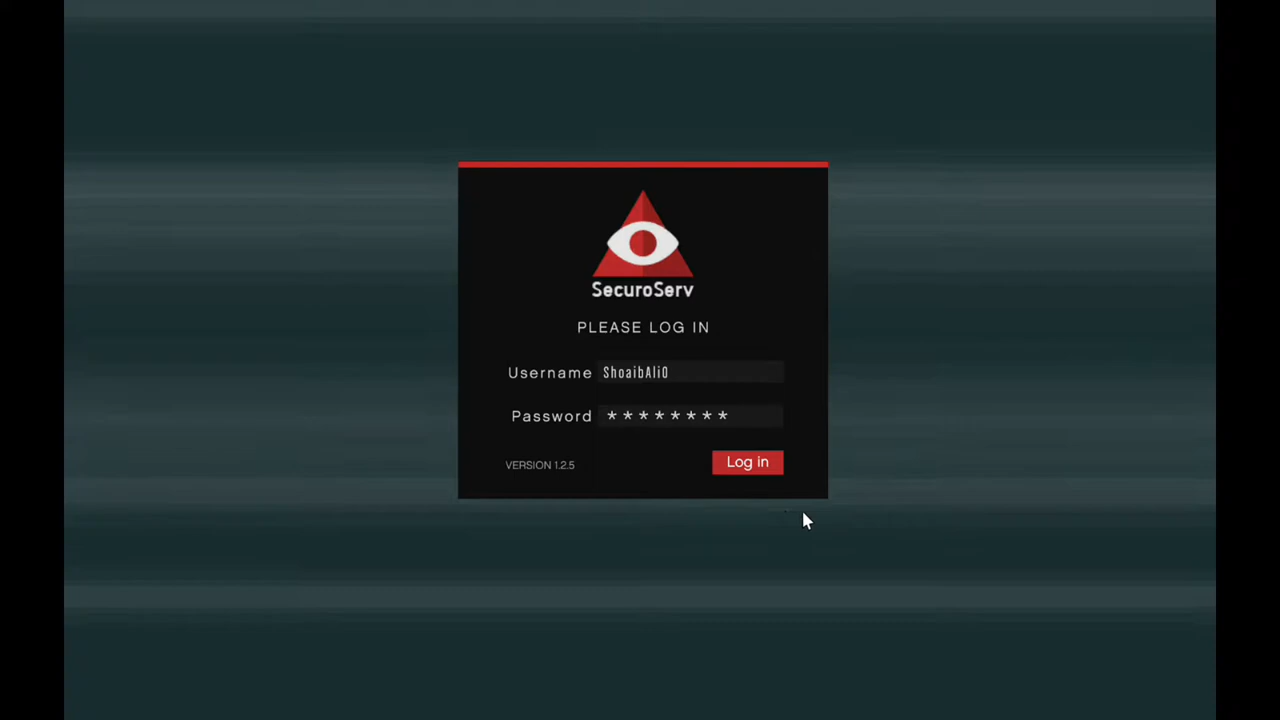 SecuroServ
PLEASE LOG IN
Username ShoaibAli0
Password ********
VERSION 1.2.5 Log in